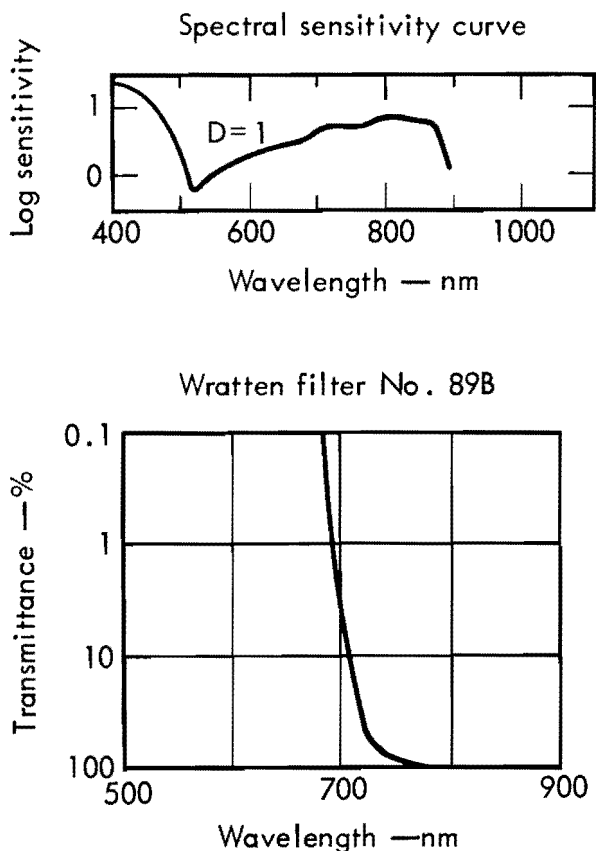 Spectral sensitivity curve
Log sensitivity
1
0
D=1
400 600 800 1000
Wavelength — nm
Wratten filter No. 89B
Transmittance —%
0.1
1
10
100
500 700 900
Wavelength —nm